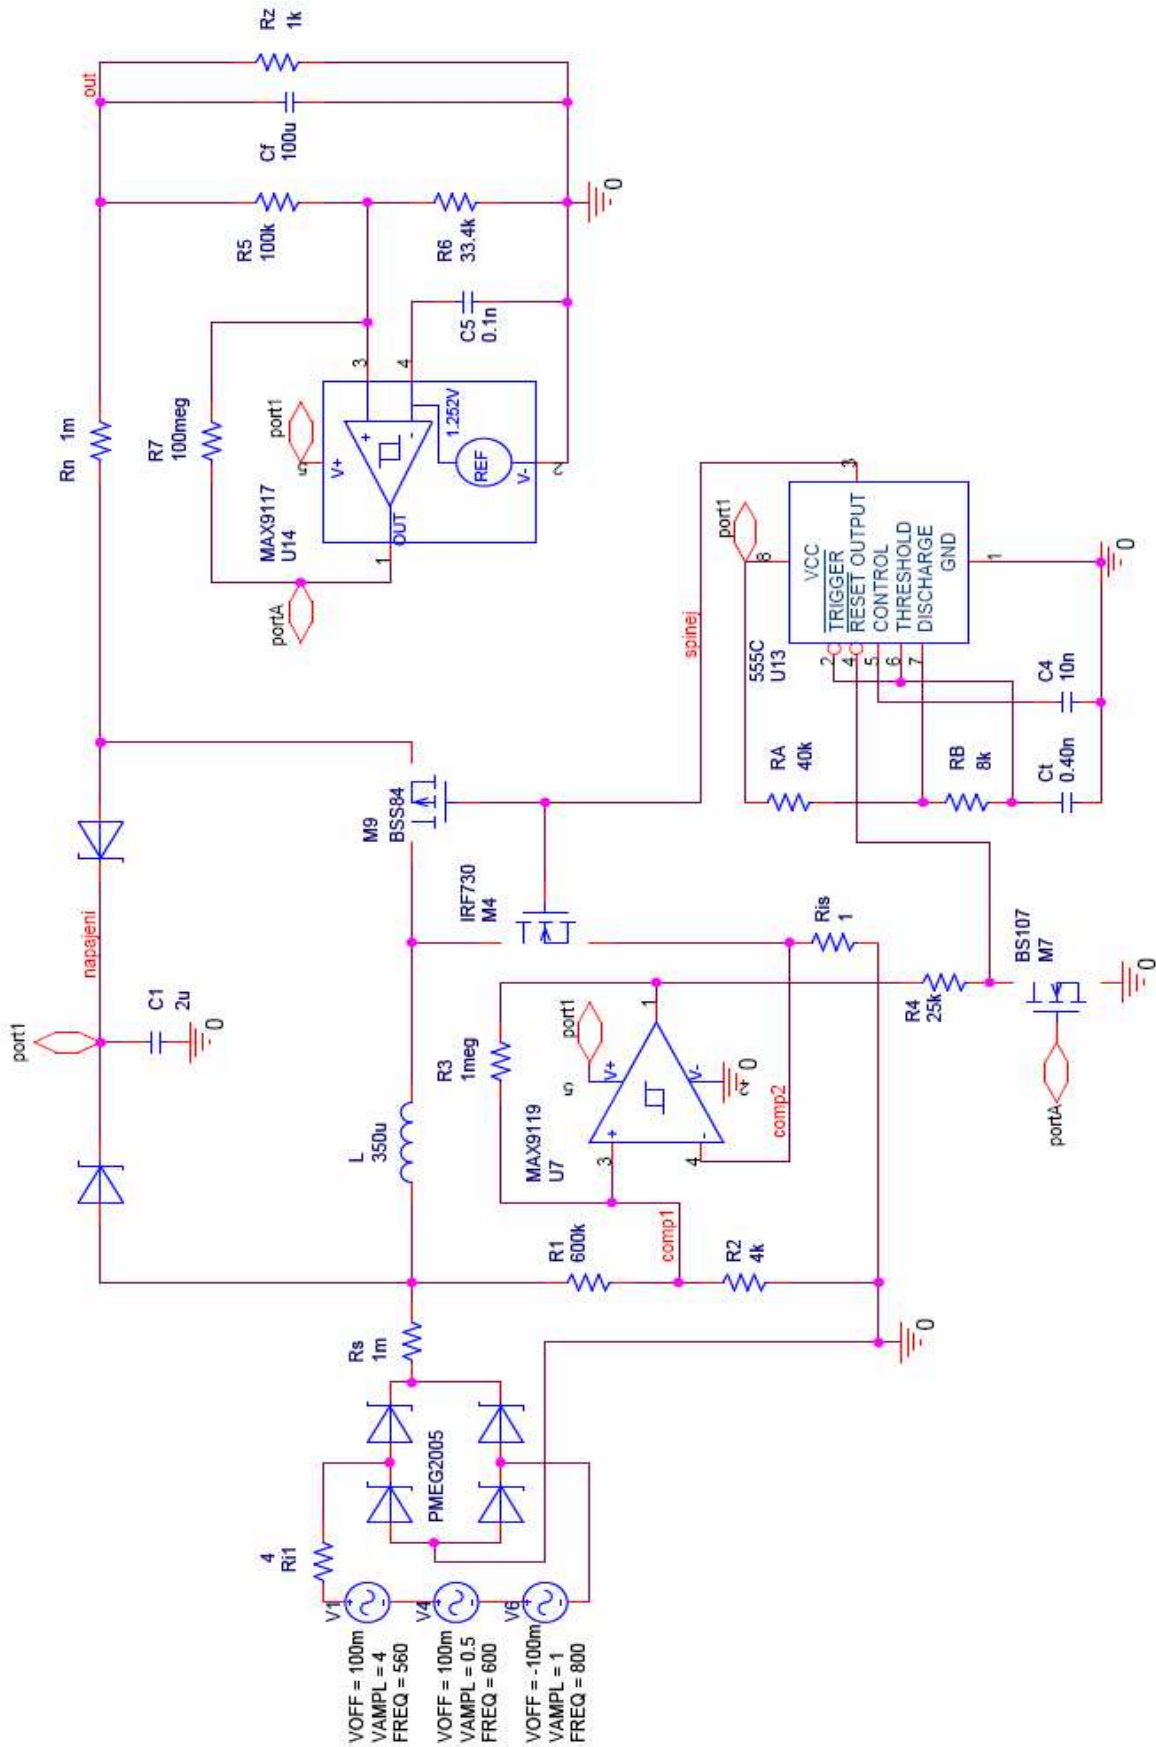 VOFF = 100m
VAMPL = 4
FREQ = 560
VOFF = 100m
VAMPL = 0.5
FREQ = 600
VOFF = -100m
VAMPL = 1
FREQ = 800
V1
+
-
V4
+
-
V6
+
-
4
Ri1
PMEG2005
Rs
1m
0
port1
napajeni
C1
2u
0
L
350u
R1
600k
comp1
R2
4k
MAX9119
U7
R3
1meg
3
+
4
-
V+
5
port1
V-
2
0
1
comp2
IRF730
M4
M9
BSS84
Ris
1
R4
25k
BS107
M7
portA
0
spinej
555C
U13
2
4
5
6
7
VCC
TRIGGER
RESET OUTPUT
CONTROL
THRESHOLD
DISCHARGE
GND
8
3
1
port1
RA
40k
RB
8k
Ct
0.40n
C4
10n
0
Rn
1m
R7
100meg
MAX9117
U14
portA
1
OUT
port1
5
V+
+
-
3
4
1.252V
REF
V-
2
C5
0.1n
R5
100k
R6
33.4k
0
Cf
100u
out
Rz
1k